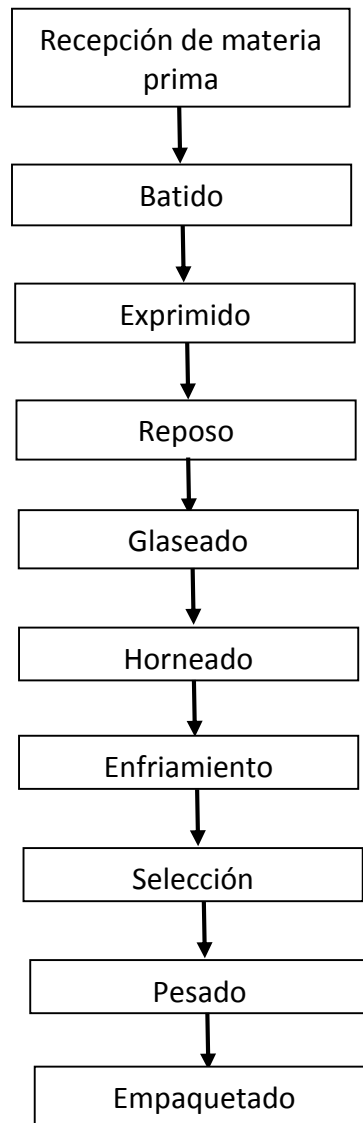 Recepción de materia
prima
Batido
Exprimido
Reposo
Glaseado
Horneado
Enfriamiento
Selección
Pesado
Empaquetado